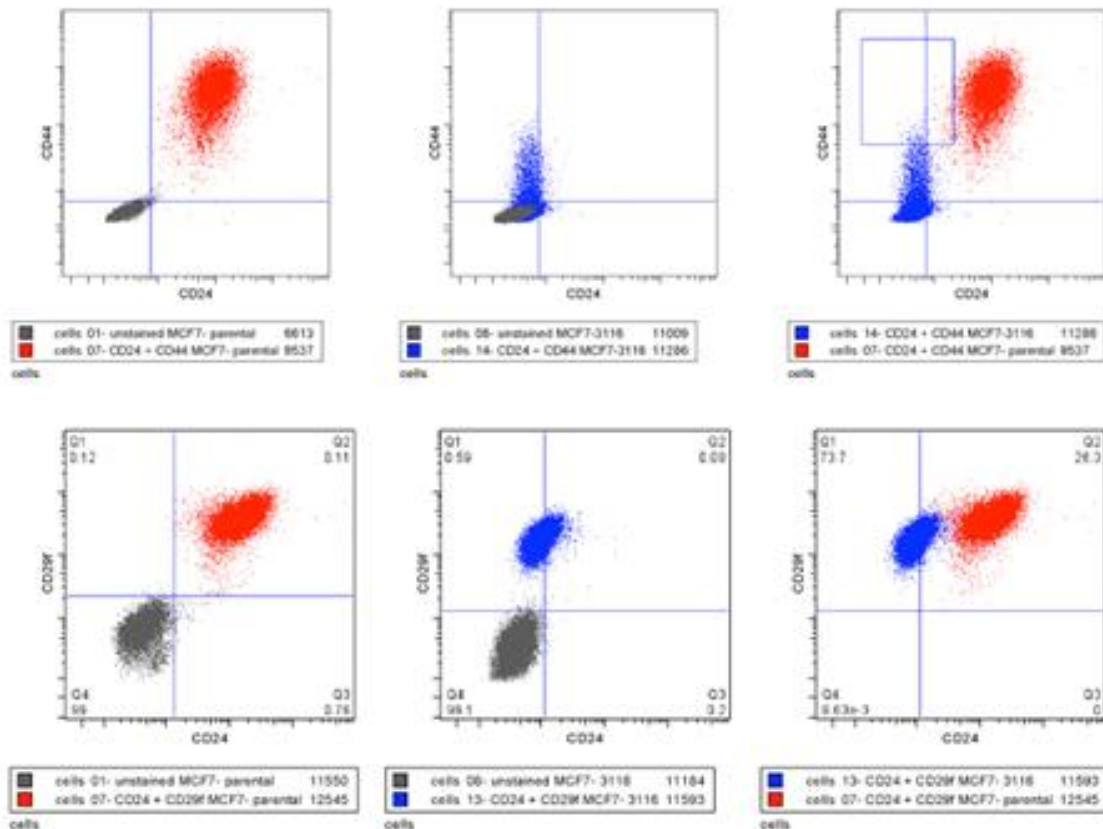 CD44
CD24
cells 01- unstained MCF7- parental 6613
cells 07- CD24 + CD44 MCF7- parental 9537
cells
CD44
CD24
cells 08- unstained MCF7-3116 11009
cells 14- CD24 + CD44 MCF7-3116 11286
cells
CD44
CD24
cells 14- CD24 + CD44 MCF7-3116 11286
cells 07- CD24 + CD44 MCF7- parental 9537
cells
Q1
0.12
Q2
0.11
CD29f
Q4
99
Q3
0.76
CD24
cells 01- unstained MCF7- parental 11550
cells 07- CD24 + CD29f MCF7- parental 12545
cells
Q1
0.59
Q2
0.09
CD29f
99.1
Q3
0.2
CD24
cells 08- unstained MCF7- 3116 11184
cells 13- CD24 + CD29f MCF7- 3116 11593
cells
Q1
73.7
Q2
26.3
CD29f
Q4
Q3
0
CD24
cells 13- CD24 + CD29f MCF7- 3116 11593
cells 07- CD24 + CD29f MCF7- parental 12545
cells